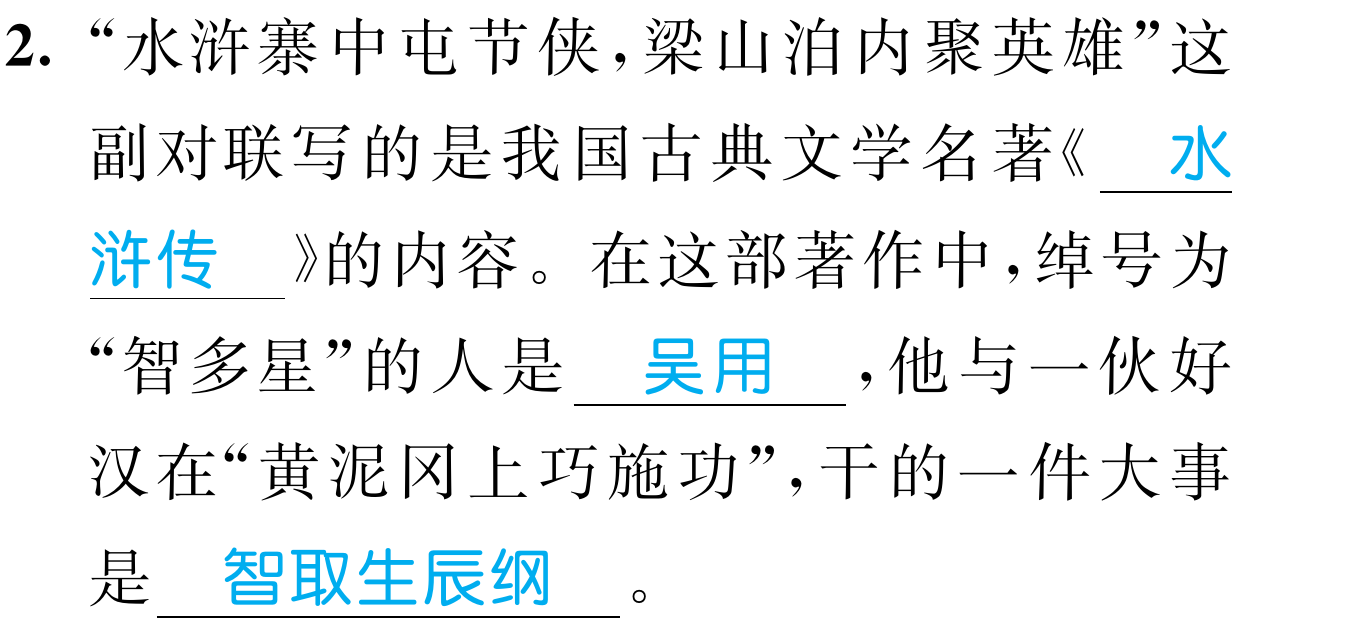 2. “水浒寨中屯节侠,梁山泊内聚英雄”这
副对联写的是我国古典文学名著《 水
浒传 》的内容。在这部著作中,绰号为
“智多星”的人是 吴用 ,他与一伙好
汉在“黄泥冈上巧施功”,干的一件大事
是 智取生辰纲 。